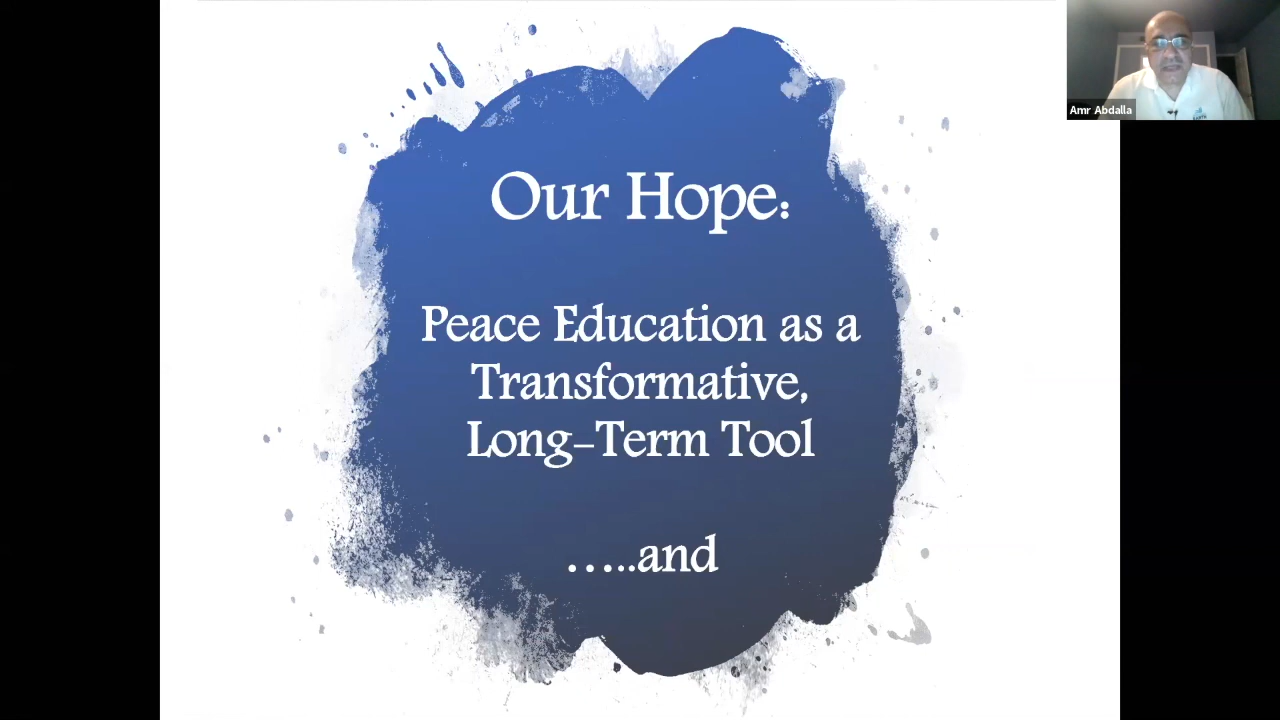 Our Hope:
Peace Education as a
Transformative,
Long-Term Tool
…..and
Amr Abdalla